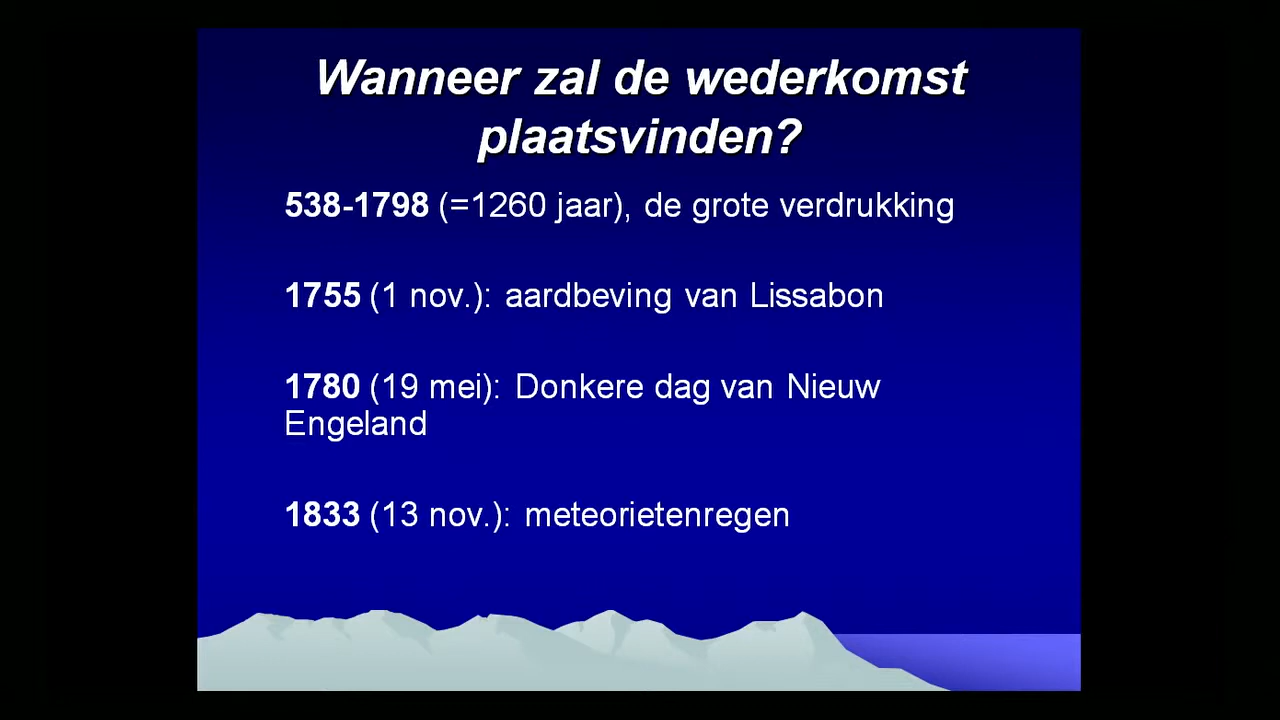 Wanneer zal de wederkomst
plaatsvinden?
538-1798 (=1260 jaar), de grote verdrukking
1755 (1 nov.): aardbeving van Lissabon
1780 (19 mei): Donkere dag van Nieuw
Engeland
1833 (13 nov.): meteorietenregen